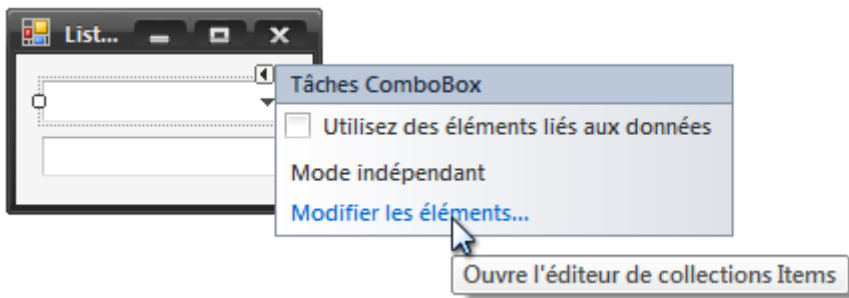 List...
Tâches ComboBox
Utilisez des éléments liés aux données
Mode indépendant
Modifier les éléments...
Ouvre l'éditeur de collections Items